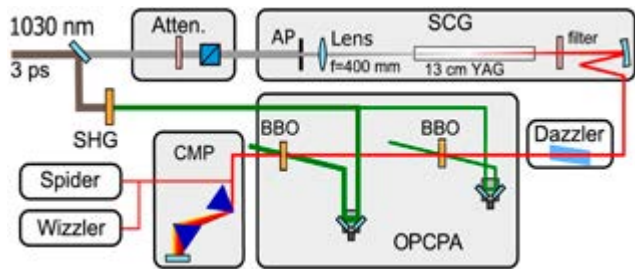 1030 nm
3 ps
Atten.
SCG
AP
Lens
f=400 mm
13 cm YAG
filter
SHG
BBO
BBO
Dazzler
CMP
Spider
Wizzler
OPCPA